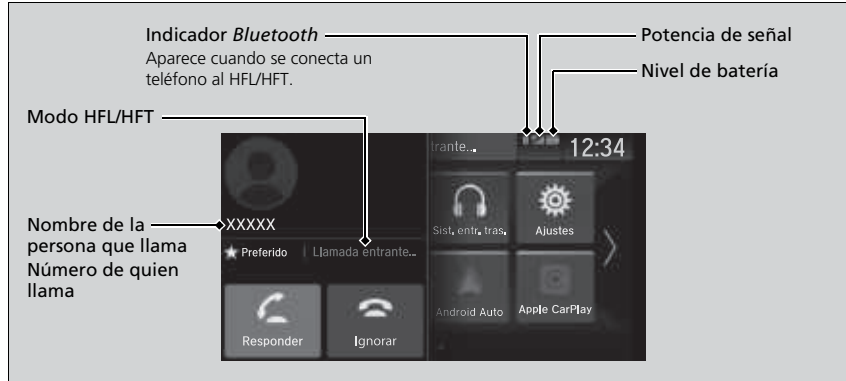 Indicador Bluetooth
Aparece cuando se conecta un
teléfono al HFL/HFT.
Potencia de señal
Nivel de batería
Modo HFL/HFT
Nombre de la
persona que llama
Número de quien
llama
trante...
12:34
XXXXX
Preferido
Llamada entrante...
Sist. entr. tras.
Ajustes
Android Auto
Apple CarPlay
Responder
Ignorar